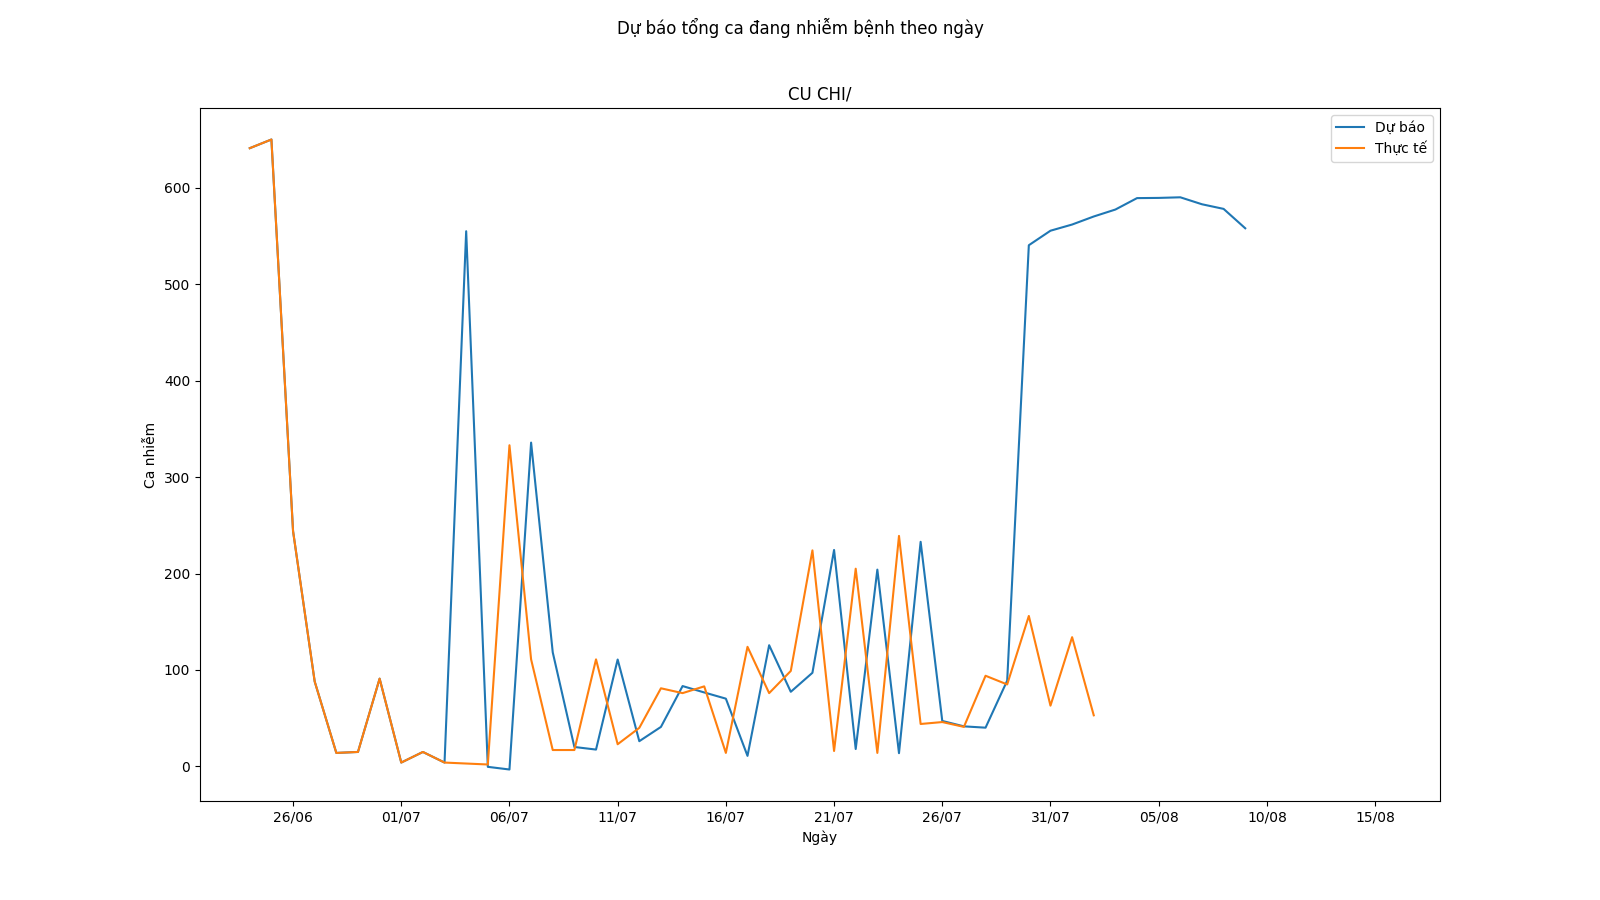 Dự báo tổng ca đang nhiễm bệnh theo ngày
CU CHI/
Dự báo
Thực tế
600
500
400
300
200
100
0
Ca nhiễm
26/06 01/07 06/07 11/07 16/07 21/07 26/07 31/07 05/08 10/08 15/08
Ngày